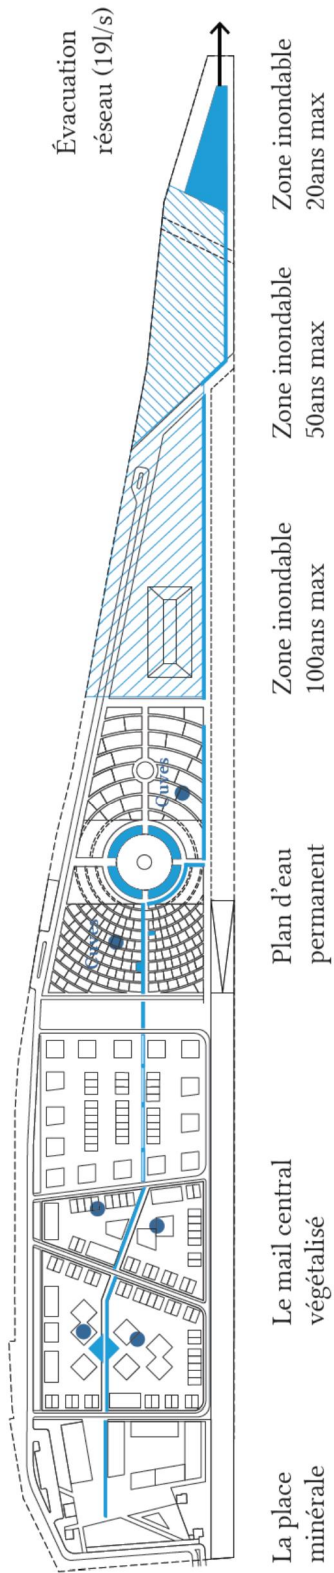 Évacuation
réseau (19l/s)
Cuves
Cuves
La place
minérale
Le mail central
végétalisé
Plan d'eau
permanent
Zone inondable
100ans max
Zone inondable
50ans max
Zone inondable
20ans max